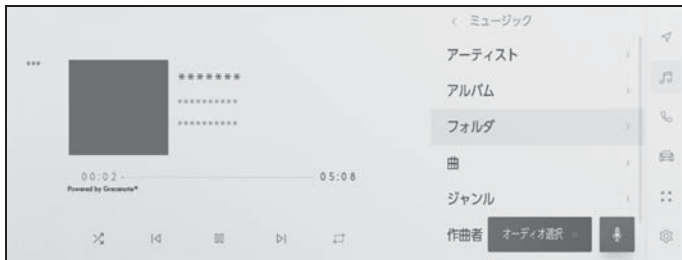 < ミュージック
アーティスト
アルバム
フォルダ
曲
ジャンル
作曲者
オーディオ選択
*******
**********
**********
00:02
05:08
Powered by Gracenote®